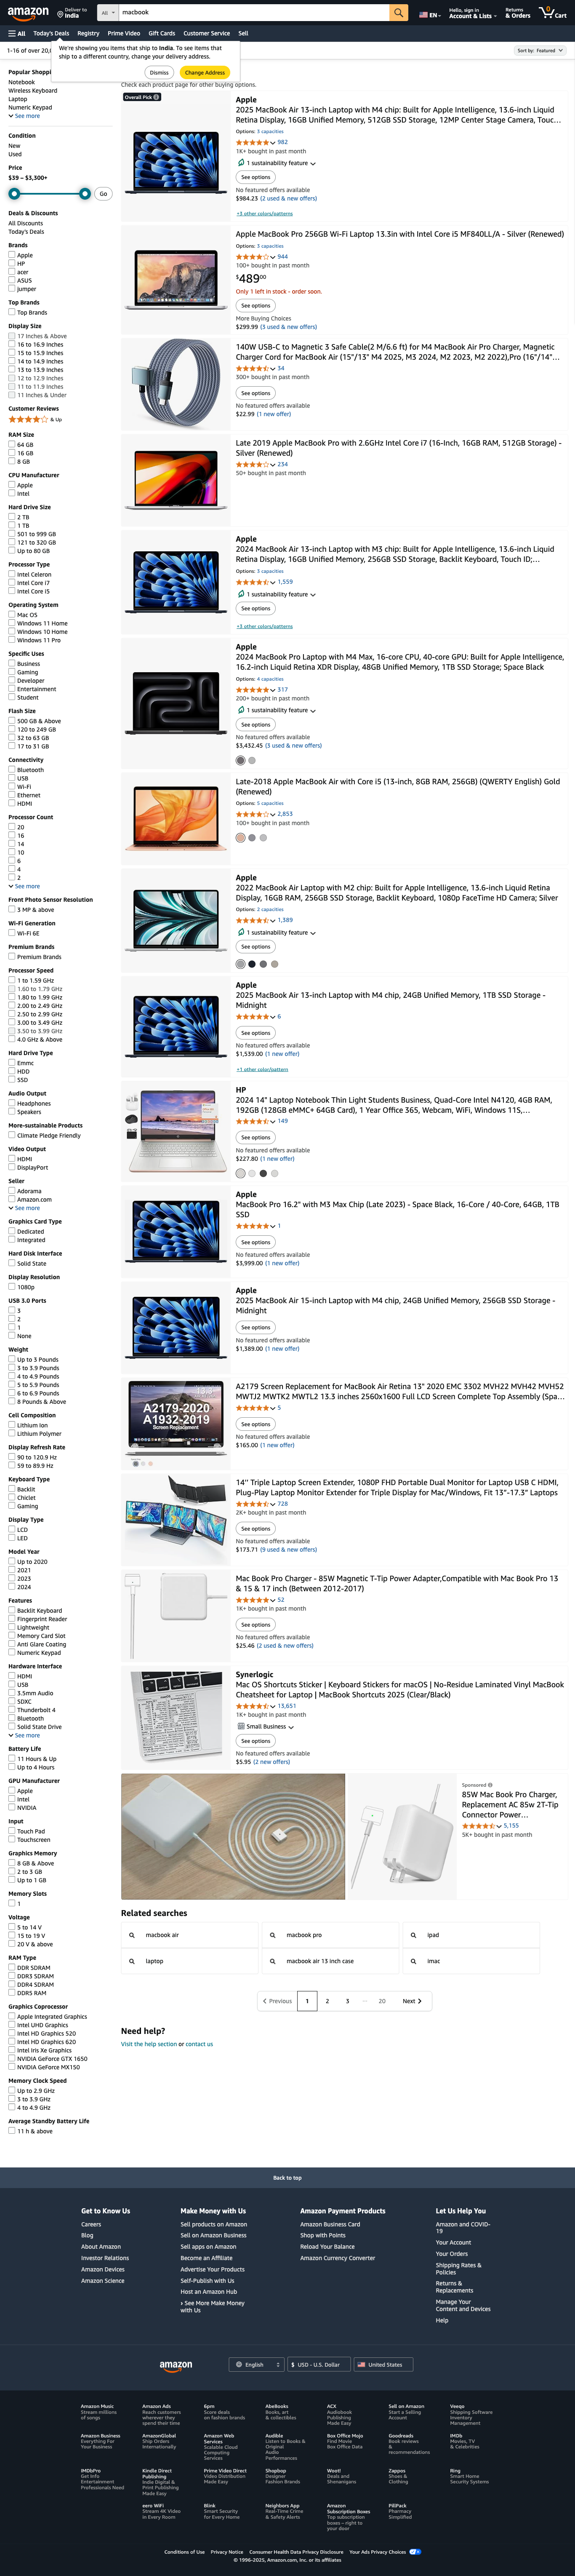 amazon
Deliver to
India
All
macbook
EN
Hello, sign in
Account & Lists
Returns
& Orders
0
Cart
All
Today's Deals
Registry
Prime Video
Gift Cards
Customer Service
Sell
Sort by: Featured
We're showing you items that ship to India. To see items that
ship to a different country, change your delivery address.
Dismiss
Change Address
Check each product page for other buying options.
Notebook
Wireless Keyboard
Laptop
Numeric Keypad
See more
Condition
New
Used
Price
$39 – $3,300+
Go
Deals & Discounts
All Discounts
Today's Deals
Brands
Apple
HP
acer
ASUS
jumper
Top Brands
Top Brands
Display Size
17 Inches & Above
16 to 16.9 Inches
15 to 15.9 Inches
14 to 14.9 Inches
13 to 13.9 Inches
12 to 12.9 Inches
11 to 11.9 Inches
11 Inches & Under
Customer Reviews
& Up
RAM Size
64 GB
16 GB
8 GB
CPU Manufacturer
Apple
Intel
Hard Drive Size
2 TB
1 TB
501 to 999 GB
121 to 320 GB
Up to 80 GB
Processor Type
Intel Celeron
Intel Core i7
Intel Core i5
Operating System
Mac OS
Windows 11 Home
Windows 10 Home
Windows 11 Pro
Specific Uses
Business
Gaming
Developer
Entertainment
Student
Flash Size
500 GB & Above
120 to 249 GB
32 to 63 GB
17 to 31 GB
Connectivity
Bluetooth
USB
Wi-Fi
Ethernet
HDMI
Processor Count
20
16
14
10
6
4
2
See more
Front Photo Sensor Resolution
3 MP & above
Wi-Fi Generation
Wi-Fi 6E
Premium Brands
Premium Brands
Processor Speed
1 to 1.59 GHz
1.60 to 1.79 GHz
1.80 to 1.99 GHz
2.00 to 2.49 GHz
2.50 to 2.99 GHz
3.00 to 3.49 GHz
3.50 to 3.99 GHz
4.0 GHz & Above
Hard Drive Type
Emmc
HDD
SSD
Audio Output
Headphones
Speakers
More-sustainable Products
Climate Pledge Friendly
Video Output
HDMI
DisplayPort
Seller
Adorama
Amazon.com
See more
Graphics Card Type
Dedicated
Integrated
Hard Disk Interface
Solid State
Display Resolution
1080p
USB 3.0 Ports
3
2
1
None
Weight
Up to 3 Pounds
3 to 3.9 Pounds
4 to 4.9 Pounds
5 to 5.9 Pounds
6 to 6.9 Pounds
8 Pounds & Above
Cell Composition
Lithium Ion
Lithium Polymer
Display Refresh Rate
90 to 120.9 Hz
59 to 89.9 Hz
Keyboard Type
Backlit
Chiclet
Gaming
Display Type
LCD
LED
Model Year
Up to 2020
2021
2023
2024
Features
Backlit Keyboard
Fingerprint Reader
Lightweight
Memory Card Slot
Anti Glare Coating
Numeric Keypad
Hardware Interface
HDMI
USB
3.5mm Audio
SDXC
Thunderbolt 4
Bluetooth
Solid State Drive
See more
Battery Life
11 Hours & Up
Up to 4 Hours
GPU Manufacturer
Apple
Intel
NVIDIA
Input
Touch Pad
Touchscreen
Graphics Memory
8 GB & Above
2 to 3 GB
Up to 1 GB
Memory Slots
1
Voltage
5 to 14 V
15 to 19 V
20 V & above
RAM Type
DDR SDRAM
DDR3 SDRAM
DDR4 SDRAM
DDR5 RAM
Graphics Coprocessor
Apple Integrated Graphics
Intel UHD Graphics
Intel HD Graphics 520
Intel HD Graphics 620
Intel Iris Xe Graphics
NVIDIA GeForce GTX 1650
NVIDIA GeForce MX150
Memory Clock Speed
Up to 2.9 GHz
3 to 3.9 GHz
4 to 4.9 GHz
Average Standby Battery Life
11 h & above
Overall Pick
Apple
2025 MacBook Air 13-inch Laptop with M4 chip: Built for Apple Intelligence, 13.6-inch Liquid
Retina Display, 16GB Unified Memory, 512GB SSD Storage, 12MP Center Stage Camera, Touc...
Options: 3 capacities
982
1K+ bought in past month
1 sustainability feature
See options
No featured offers available
$984.23 (2 used & new offers)
+3 other colors/patterns
Apple MacBook Pro 256GB Wi-Fi Laptop 13.3in with Intel Core i5 MF840LL/A - Silver (Renewed)
Options: 3 capacities
944
100+ bought in past month
$489.00
Only 1 left in stock - order soon.
See options
More Buying Choices
$299.99 (3 used & new offers)
140W USB-C to Magnetic 3 Safe Cable(2 M/6.6 ft) for M4 MacBook Air Pro Charger, Magnetic
Charger Cord for MacBook Air (15"/13" M4 2025, M3 2024, M2 2023, M2 2022),Pro (16"/14"...
34
300+ bought in past month
See options
No featured offers available
$22.99 (1 new offer)
Late 2019 Apple MacBook Pro with 2.6GHz Intel Core i7 (16-Inch, 16GB RAM, 512GB Storage) -
Silver (Renewed)
234
50+ bought in past month
Apple
2024 MacBook Air 13-inch Laptop with M3 chip: Built for Apple Intelligence, 13.6-inch Liquid
Retina Display, 16GB Unified Memory, 256GB SSD Storage, Backlit Keyboard, Touch ID;...
Options: 3 capacities
1,559
1 sustainability feature
See options
+3 other colors/patterns
Apple
2024 MacBook Pro Laptop with M4 Max, 16-core CPU, 40-core GPU: Built for Apple Intelligence,
16.2-inch Liquid Retina XDR Display, 48GB Unified Memory, 1TB SSD Storage; Space Black
Options: 4 capacities
317
200+ bought in past month
1 sustainability feature
See options
No featured offers available
$3,432.45 (3 used & new offers)
Late-2018 Apple MacBook Air with Core i5 (13-inch, 8GB RAM, 256GB) (QWERTY English) Gold
(Renewed)
Options: 5 capacities
2,853
100+ bought in past month
Apple
2022 MacBook Air Laptop with M2 chip: Built for Apple Intelligence, 13.6-inch Liquid Retina
Display, 16GB RAM, 256GB SSD Storage, Backlit Keyboard, 1080p FaceTime HD Camera; Silver
Options: 2 capacities
1,389
1 sustainability feature
See options
Apple
2025 MacBook Air 13-inch Laptop with M4 chip, 24GB Unified Memory, 1TB SSD Storage -
Midnight
6
See options
No featured offers available
$1,539.00 (1 new offer)
+1 other color/pattern
HP
2024 14" Laptop Notebook Thin Light Students Business, Quad-Core Intel N4120, 4GB RAM,
192GB (128GB eMMC+ 64GB Card), 1 Year Office 365, Webcam, WiFi, Windows 11S,...
149
See options
No featured offers available
$227.80 (1 new offer)
Apple
MacBook Pro 16.2" with M3 Max Chip (Late 2023) - Space Black, 16-Core / 40-Core, 64GB, 1TB
SSD
1
See options
No featured offers available
$3,999.00 (1 new offer)
Apple
2025 MacBook Air 15-inch Laptop with M4 chip, 24GB Unified Memory, 256GB SSD Storage -
Midnight
See options
No featured offers available
$1,389.00 (1 new offer)
A2179-2020
A1932-2019
Screen Replacement
A2179 Screen Replacement for MacBook Air Retina 13" 2020 EMC 3302 MVH22 MVH42 MVH52
MWTJ2 MWTK2 MWTL2 13.3 inches 2560x1600 Full LCD Screen Complete Top Assembly (Spa...
5
See options
No featured offers available
$165.00 (1 new offer)
14'' Triple Laptop Screen Extender, 1080P FHD Portable Dual Monitor for Laptop USB C HDMI,
Plug-Play Laptop Monitor Extender for Triple Display for Mac/Windows, Fit 13"-17.3" Laptops
728
2K+ bought in past month
See options
No featured offers available
$173.71 (9 used & new offers)
Mac Book Pro Charger - 85W Magnetic T-Tip Power Adapter,Compatible with Mac Book Pro 13
& 15 & 17 inch (Between 2012-2017)
52
1K+ bought in past month
See options
No featured offers available
$25.46 (2 used & new offers)
Synerlogic
Mac OS Shortcuts Sticker | Keyboard Stickers for macOS | No-Residue Laminated Vinyl MacBook
Cheatsheet for Laptop | MacBook Shortcuts 2025 (Clear/Black)
13,651
1K+ bought in past month
Small Business
See options
No featured offers available
$5.95 (2 new offers)
Sponsored
85W Mac Book Pro Charger,
Replacement AC 85w 2T-Tip
Connector Power...
5,155
5K+ bought in past month
Related searches
macbook air
macbook pro
ipad
laptop
macbook air 13 inch case
imac
Previous
1
2
3
...
20
Next
Need help?
Visit the help section or contact us
Back to top
Get to Know Us
Careers
Blog
About Amazon
Investor Relations
Amazon Devices
Amazon Science
Make Money with Us
Sell products on Amazon
Sell on Amazon Business
Sell apps on Amazon
Become an Affiliate
Advertise Your Products
Self-Publish with Us
Host an Amazon Hub
› See More Make Money
with Us
Amazon Payment Products
Amazon Business Card
Shop with Points
Reload Your Balance
Amazon Currency Converter
Let Us Help You
Amazon and COVID-
19
Your Account
Your Orders
Shipping Rates &
Policies
Returns &
Replacements
Manage Your
Content and Devices
Help
amazon
English
$ USD - U.S. Dollar
United States
Amazon Music
Stream millions
of songs
Amazon Ads
Reach customers
wherever they
spend their time
6pm
Score deals
on fashion brands
AbeBooks
Books, art
& collectibles
ACX
Audiobook
Publishing
Made Easy
Sell on Amazon
Start a Selling
Account
Veeqo
Shipping Software
Inventory
Management
Amazon Business
Everything For
Your Business
AmazonGlobal
Ship Orders
Internationally
Amazon Web
Services
Scalable Cloud
Computing
Services
Audible
Listen to Books &
Original
Audio
Performances
Box Office Mojo
Find Movie
Box Office Data
Goodreads
Book reviews
&
recommendations
IMDb
Movies, TV
& Celebrities
IMDbPro
Get Info
Entertainment
Professionals Need
Kindle Direct
Publishing
Indie Digital &
Print Publishing
Made Easy
Prime Video Direct
Video Distribution
Made Easy
Shopbop
Designer
Fashion Brands
Woot!
Deals and
Shenanigans
Zappos
Shoes &
Clothing
Ring
Smart Home
Security Systems
eero WiFi
Stream 4K Video
in Every Room
Blink
Smart Security
for Every Home
Neighbors App
Real-Time Crime
& Safety Alerts
Amazon
Subscription Boxes
Top subscription
boxes – right to
your door
PillPack
Pharmacy
Simplified
Conditions of Use
Privacy Notice
Consumer Health Data Privacy Disclosure
Your Ads Privacy Choices
© 1996-2025, Amazon.com, Inc. or its affiliates